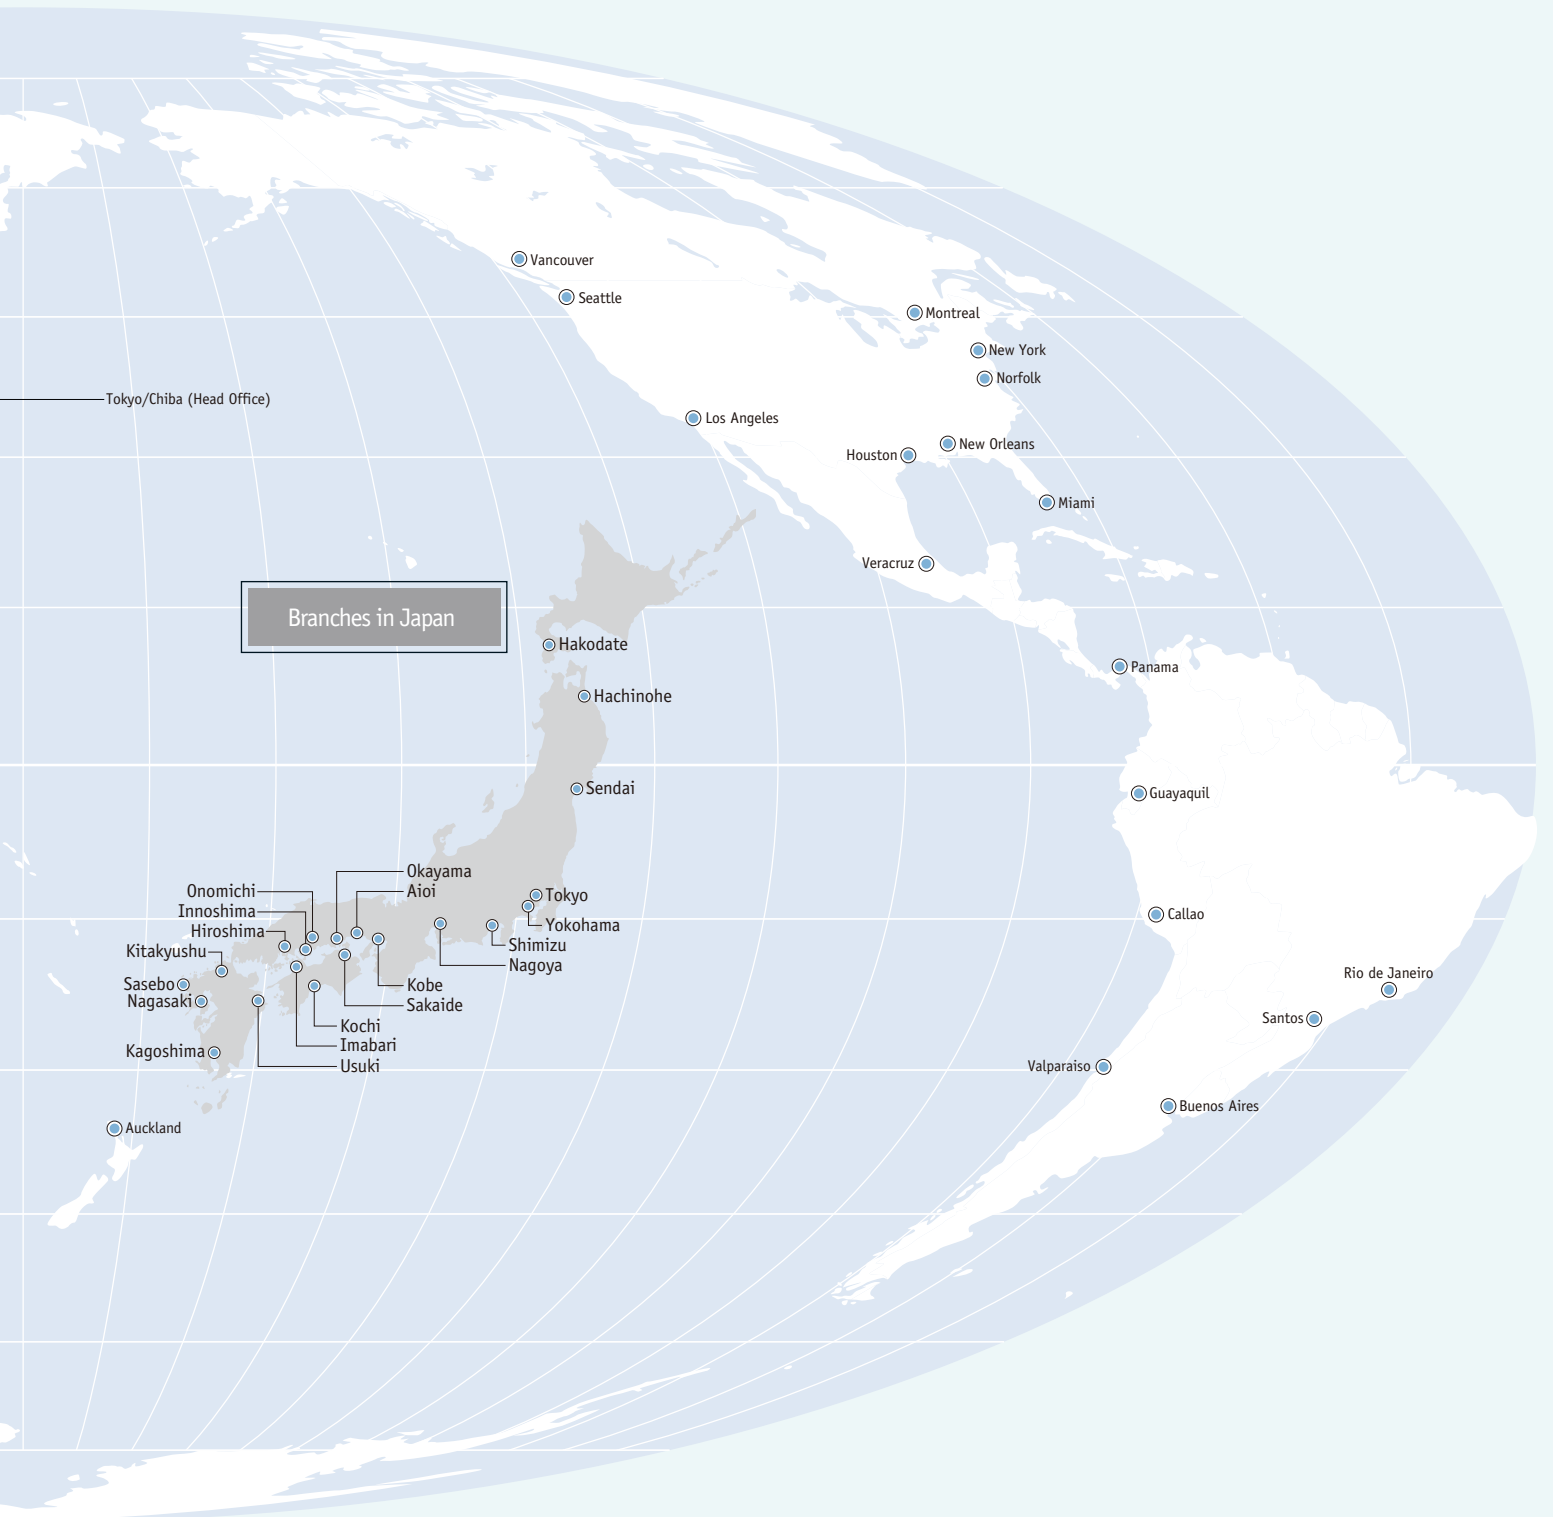 Vancouver
Seattle
Montreal
New York
Norfolk
Tokyo/Chiba (Head Office)
Los Angeles
New Orleans
Houston
Miami
Veracruz
Branches in Japan
Hakodate
Panama
Hachinohe
Sendai
Guayaquil
Okayama
Onomichi
Aioi
Tokyo
Innoshima
Callao
Hiroshima
Yokohama
Kitakyushu
Shimizu
Nagoya
Rio de Janeiro
Sasebo
Kobe
Nagasaki
Sakaide
Santos
Kochi
Imabari
Kagoshima
Usuki
Valparaiso
Buenos Aires
Auckland